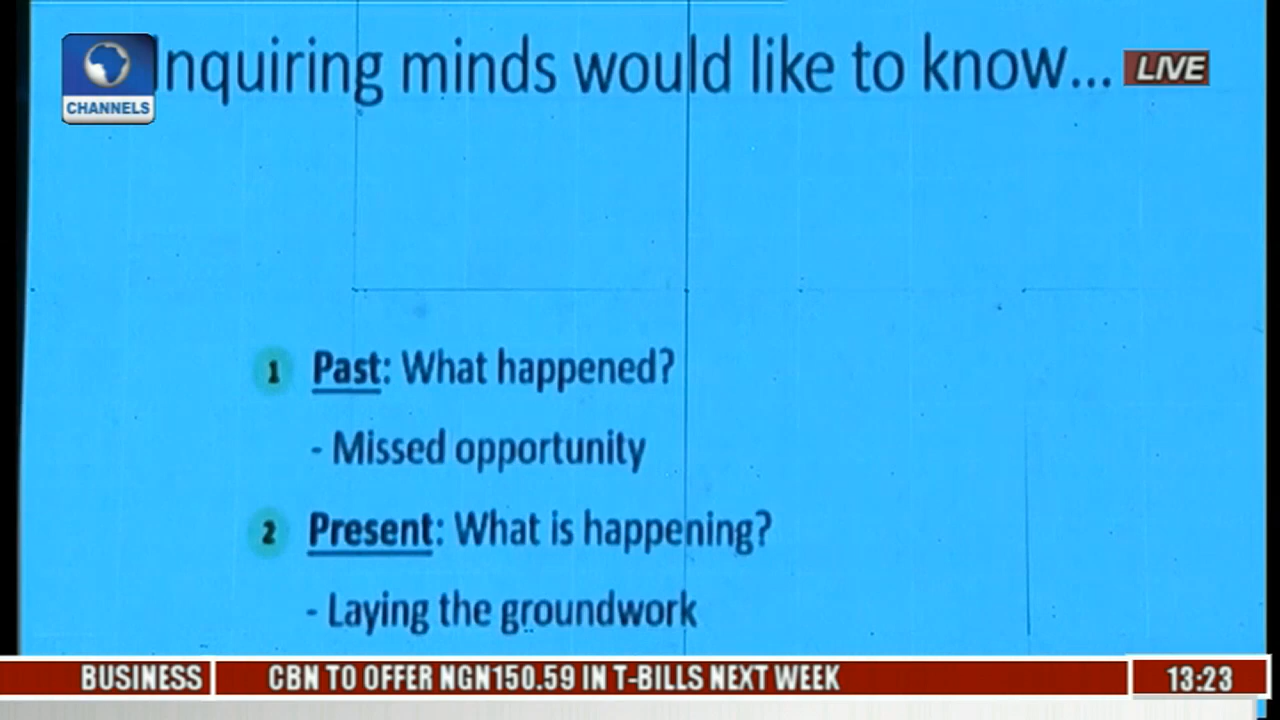 Inquiring minds would like to know...
LIVE
CHANNELS
1 Past: What happened?
- Missed opportunity
2 Present: What is happening?
- Laying the groundwork
BUSINESS CBN TO OFFER NGN150.59 IN T-BILLS NEXT WEEK 13:23